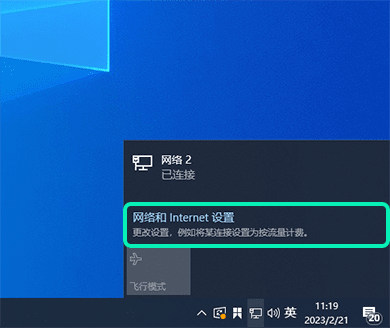 网络 2
已连接
网络和 Internet 设置
更改设置，例如将某连接设置为按流量计费。
飞行模式
英
11:19
2023/2/21
20